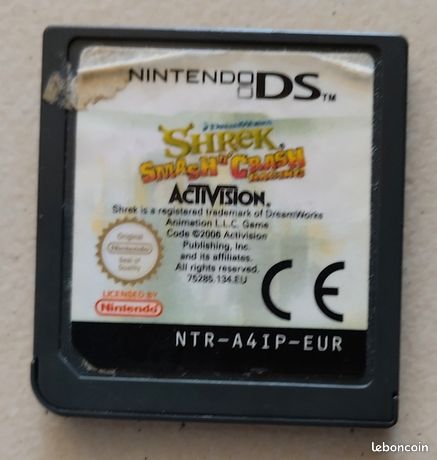 NINTENDO DS™
DREAMWORKS
SHREK
SMASH n' CRASH
RACING
ACTIVISION
Shrek is a registered trademark of DreamWorks
Animation L.L.C. Game
Code ©2006 Activision
Publishing, Inc.
and its affiliates.
All rights reserved.
75285.134.EU
Original
Nintendo
Seal of
Quality
LICENSED BY
Nintendo
CE
NTR-A4IP-EUR
leboncoin